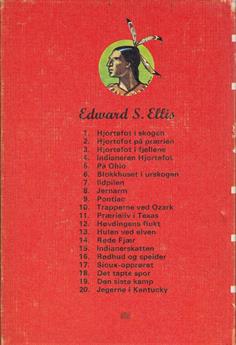 Edward S. Ellis
1. Hjortefot i skogen
2. Hjortefot på prærien
3. Hjortefot i fjellene
4. Indianeren Hjortefot
5. På Ohio
6. Blokkhuset i urskogen
7. Ildpilen
8. Jernarm
9. Pontiac
10. Trapperne ved Ozark
11. Prærieliv i Texas
12. Høvdingens flukt
13. Hulen ved elven
14. Røde Fjær
15. Indianerskatten
16. Rødhud og speider
17. Sioux-opprøret
18. Det tapte spor
19. Den siste kamp
20. Jegerne i Kentucky